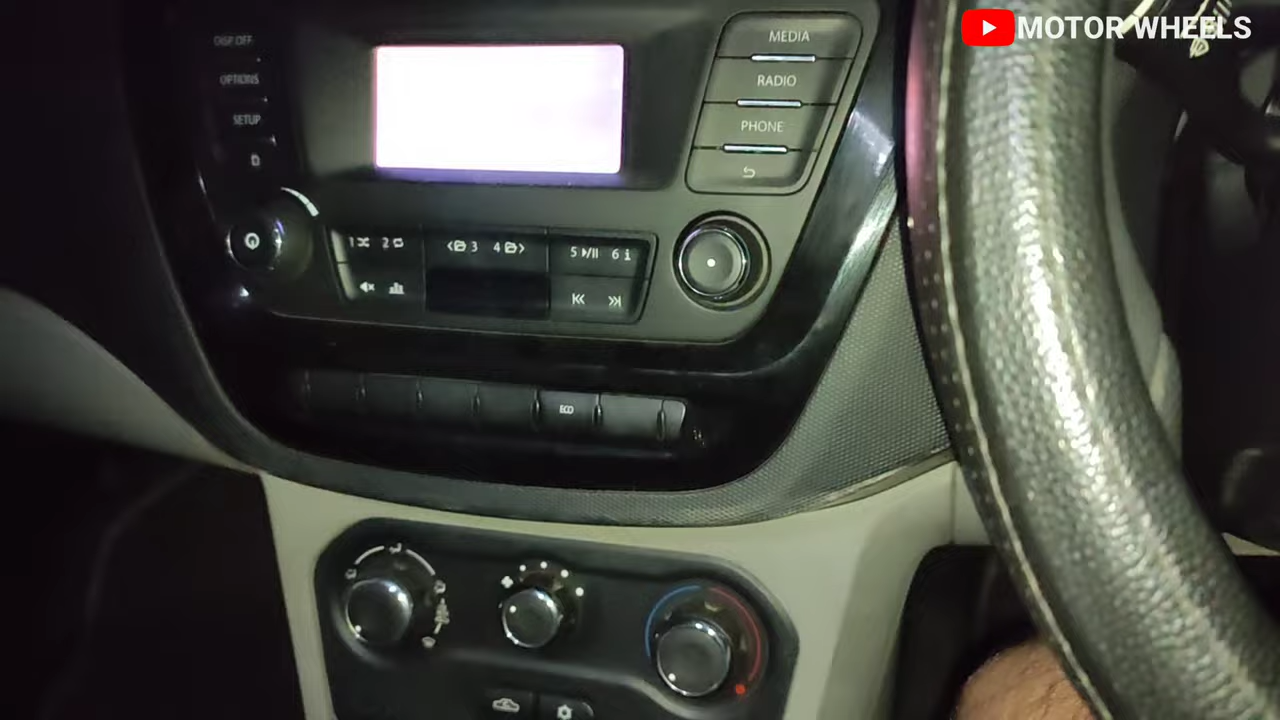 MOTOR WHEELS
DISP OFF
OPTIONS
SETUP
MEDIA
RADIO
PHONE
1 2
3 4
5 6 i
ECO